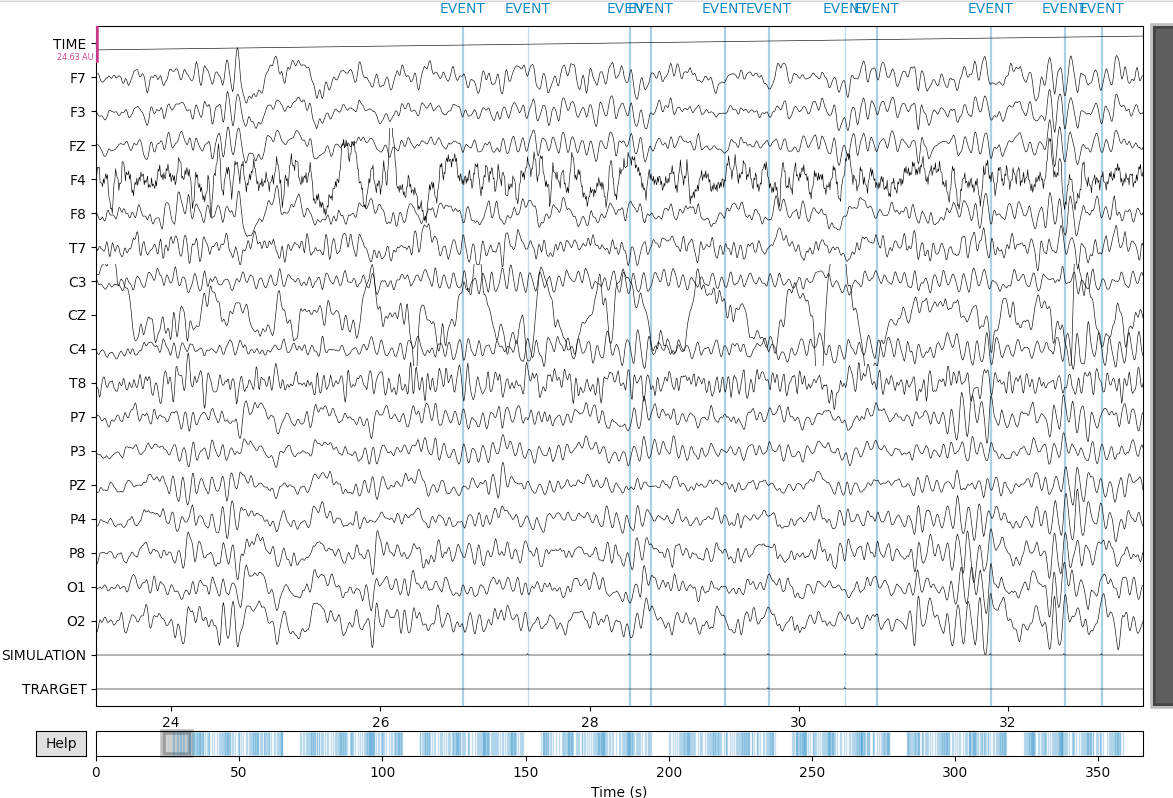 EVENT EVENT EVENT EVENT EVENT EVENT EVENT EVENT EVENT EVENT EVENT
TIME
24.63 AU
F7
F3
FZ
F4
F8
T7
C3
CZ
C4
T8
P7
P3
PZ
P4
P8
O1
O2
SIMULATION
TRARGET
24 26 28 30 32
Help
0 50 100 150 200 250 300 350
Time (s)